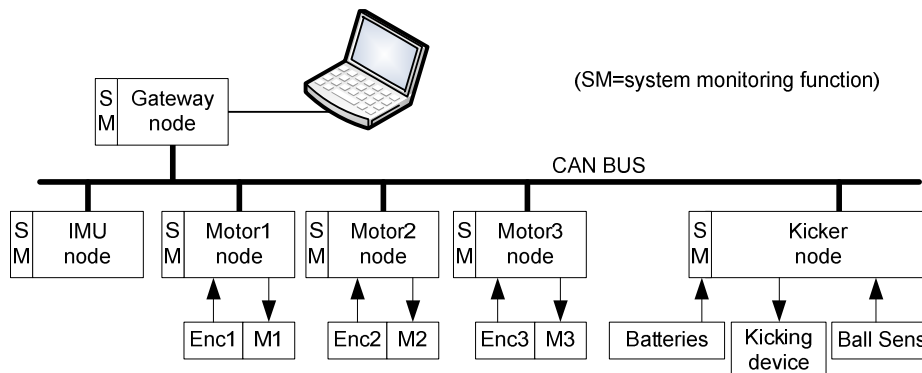 (SM=system monitoring function)
S M
Gateway node
CAN BUS
S M
IMU node
S M
Motor1 node
S M
Motor2 node
S M
Motor3 node
S M
Kicker node
Enc1
M1
Enc2
M2
Enc3
M3
Batteries
Kicking device
Ball Sens